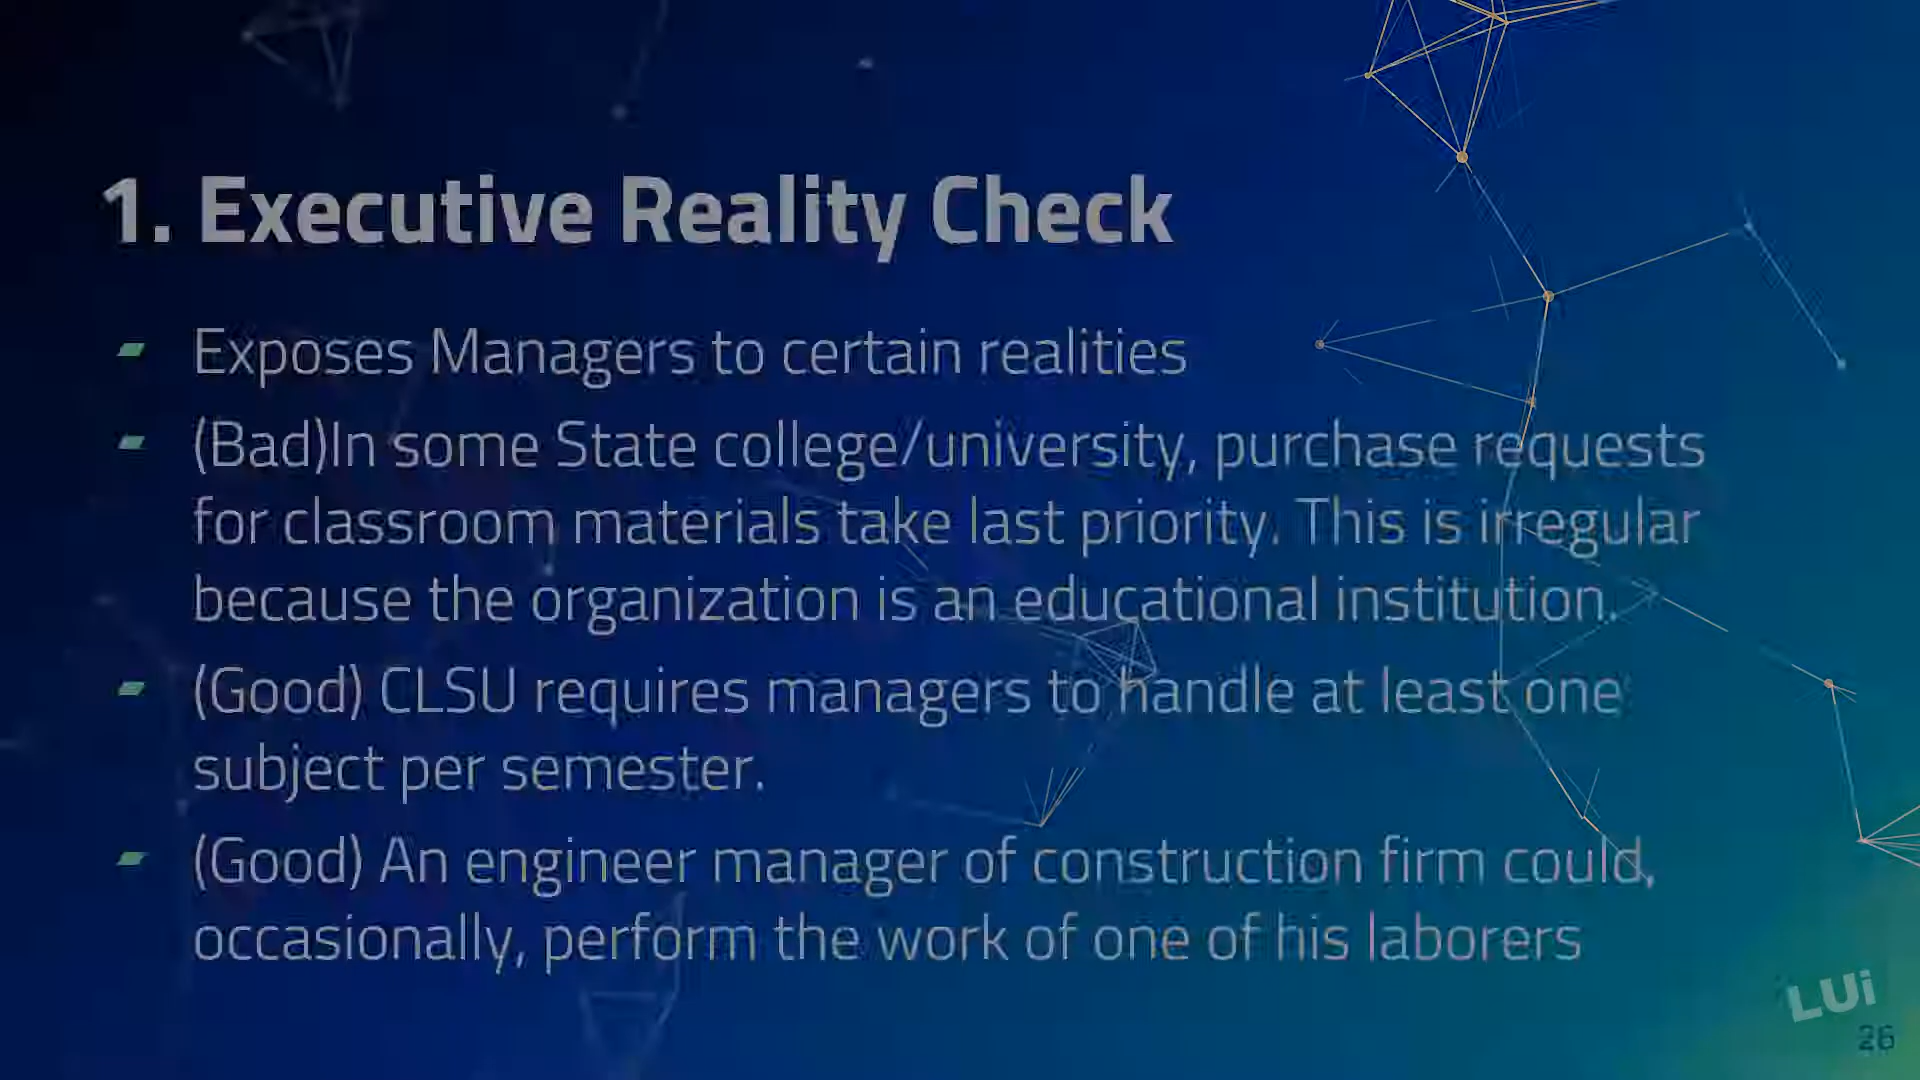 1. Executive Reality Check
Exposes Managers to certain realities
(Bad)In some State college/university, purchase requests
for classroom materials take last priority. This is irregular
because the organization is an educational institution.
(Good) CLSU requires managers to handle at least one
subject per semester.
(Good) An engineer manager of construction firm could,
occasionally, perform the work of one of his laborers
LUi
26